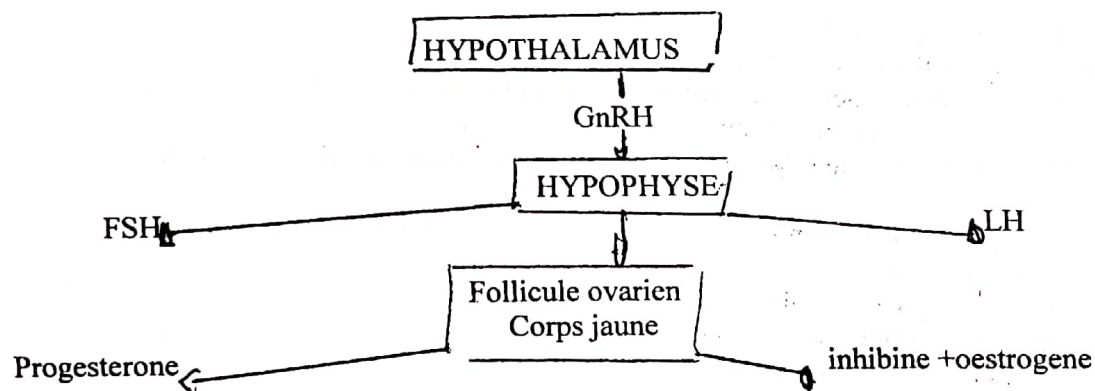 HYPOTHALAMUS
GnRH
HYPOPHYSE
FSH
LH
Follicule ovarien
Corps jaune
Progesterone
inhibine +oestrogene